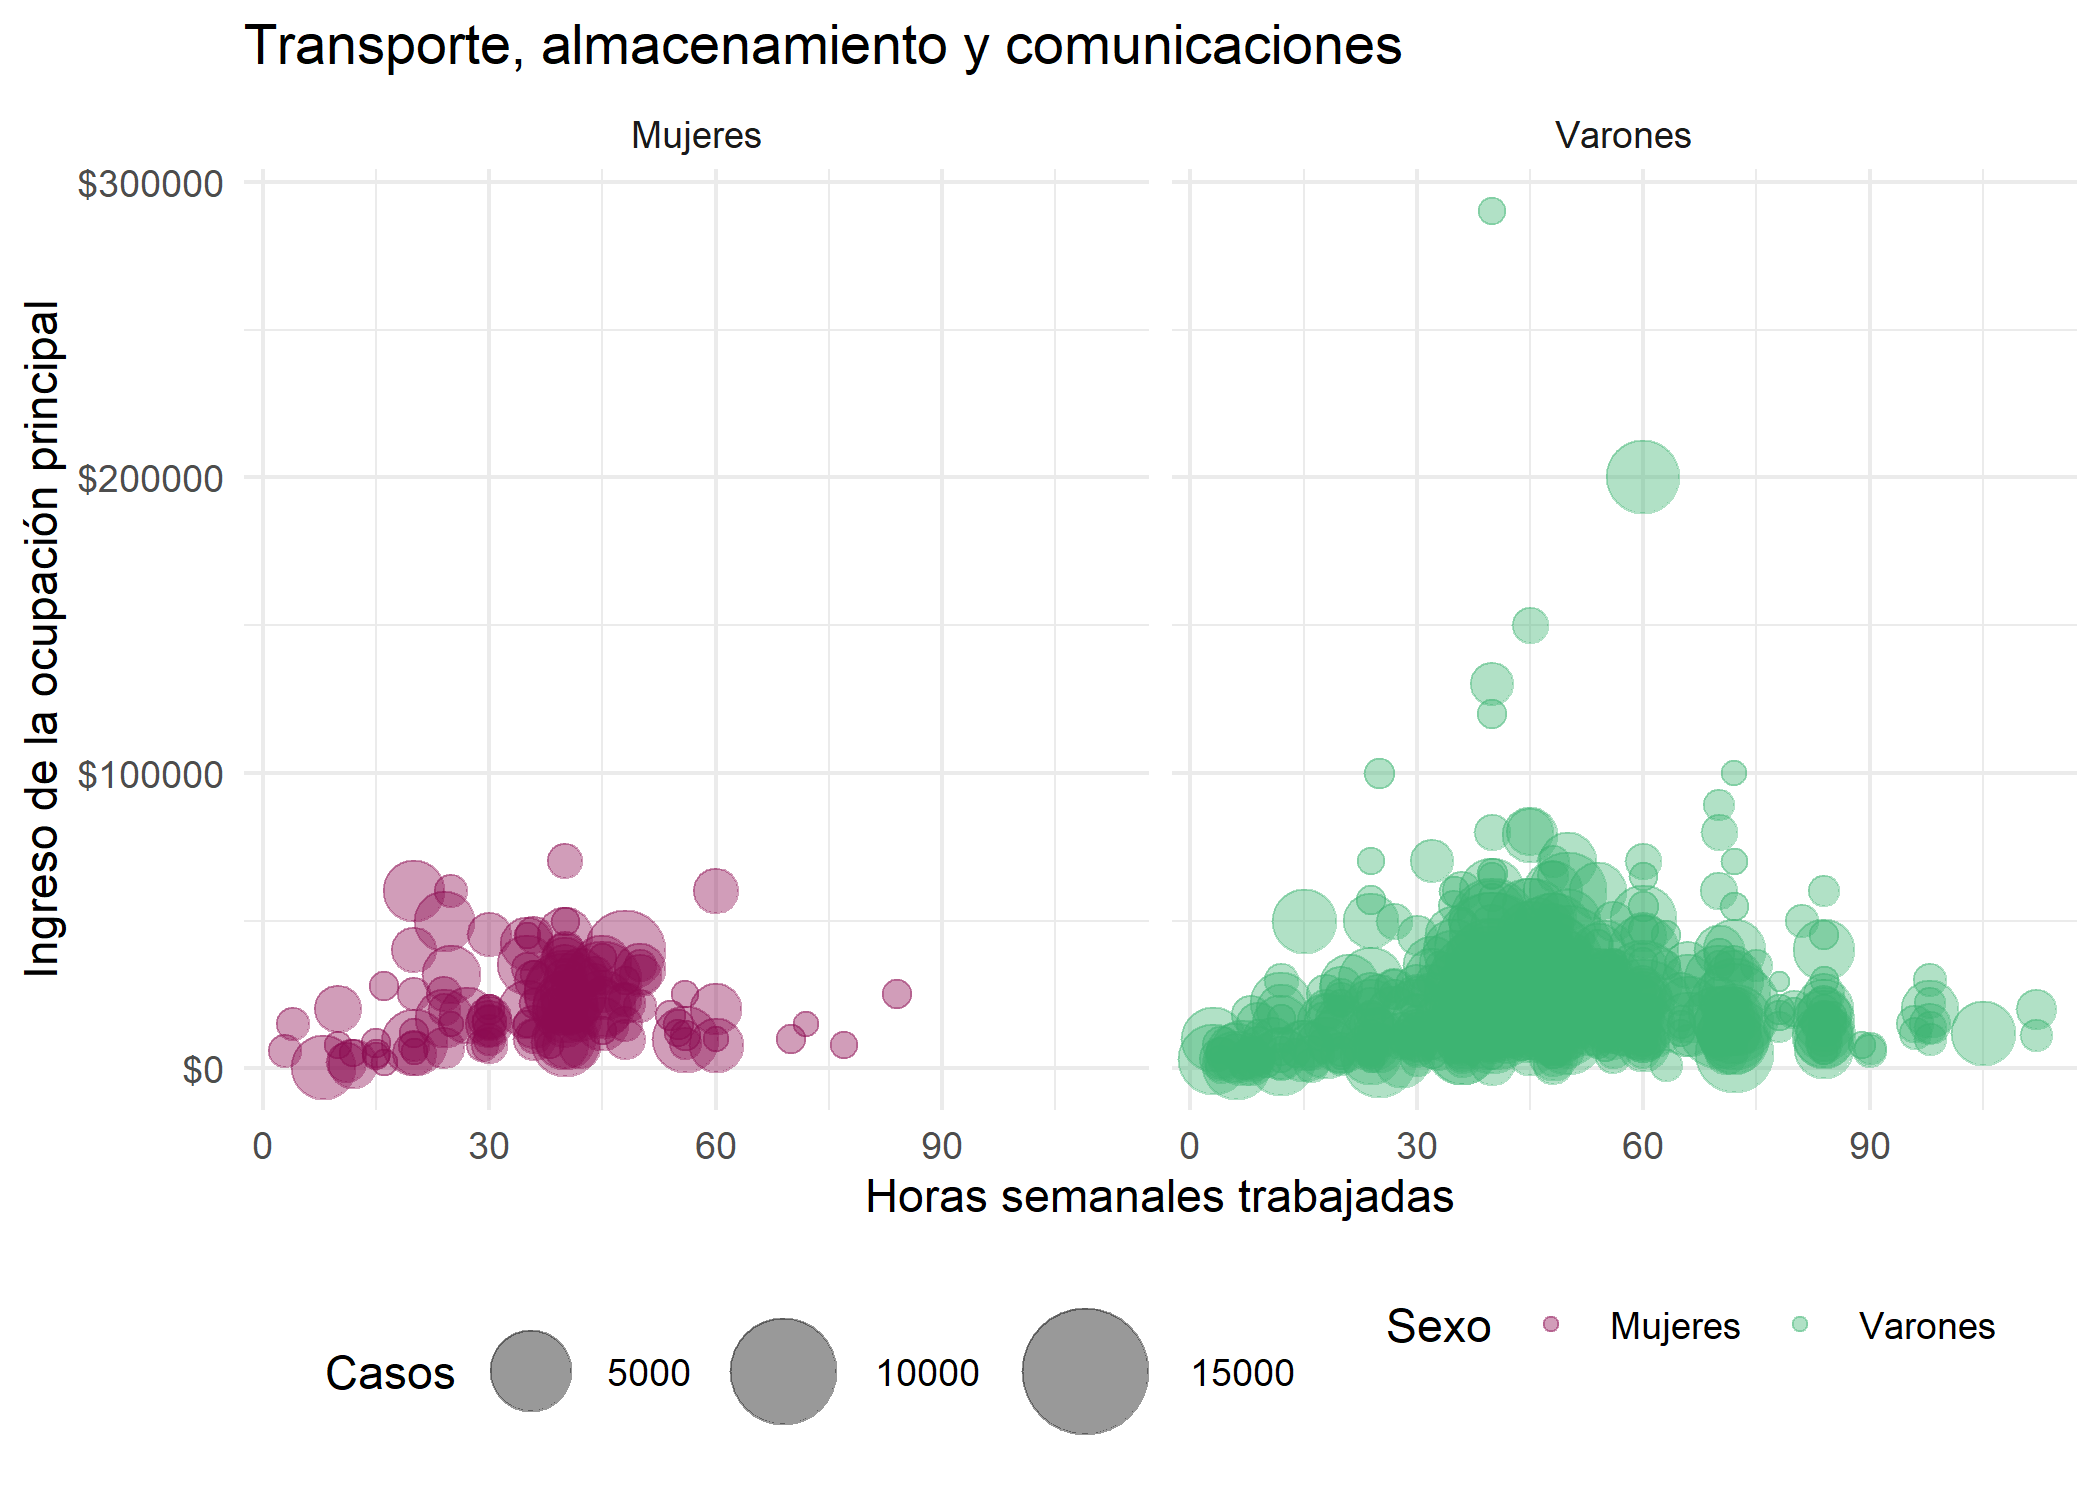 Transporte, almacenamiento y comunicaciones
Mujeres
Varones
$300000
$200000
$100000
$0
Ingreso de la ocupación principal
0 30 60 90
0 30 60 90
Horas semanales trabajadas
Casos 5000 10000 15000
Sexo Mujeres Varones